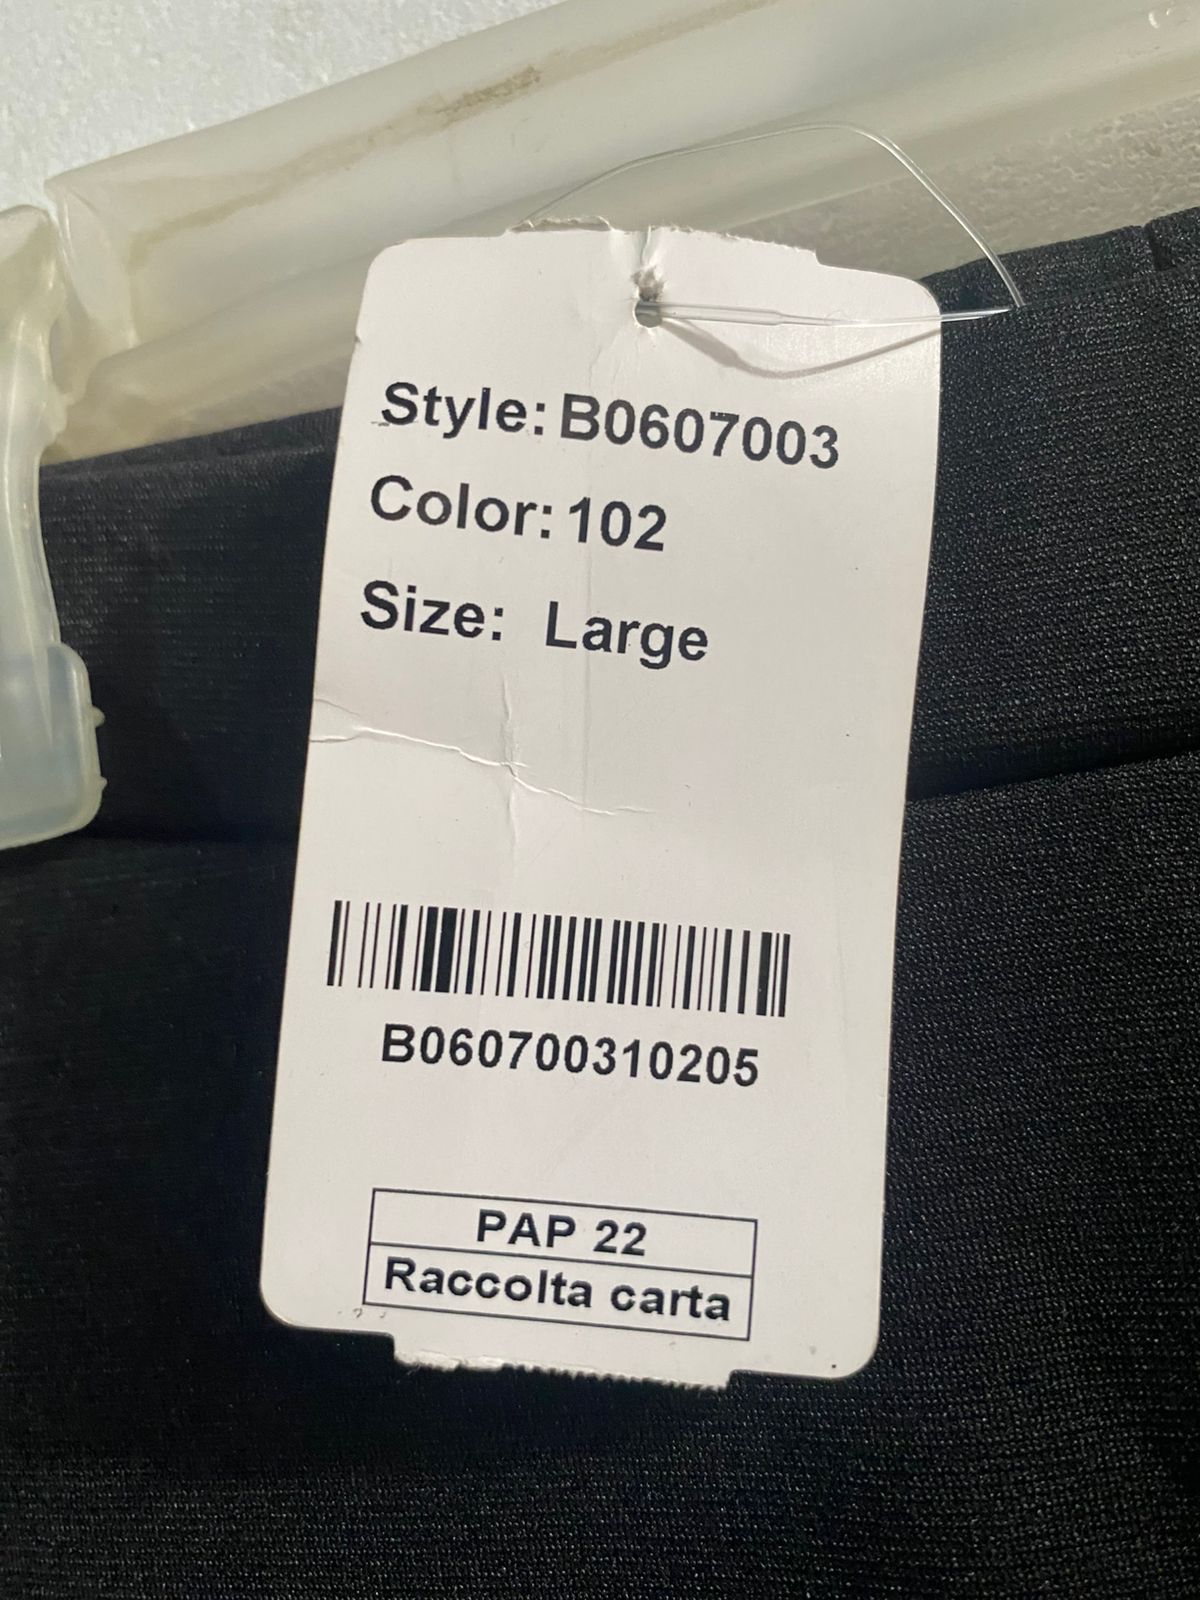 Style: B0607003
Color: 102
Size: Large
B060700310205
PAP 22
Raccolta carta